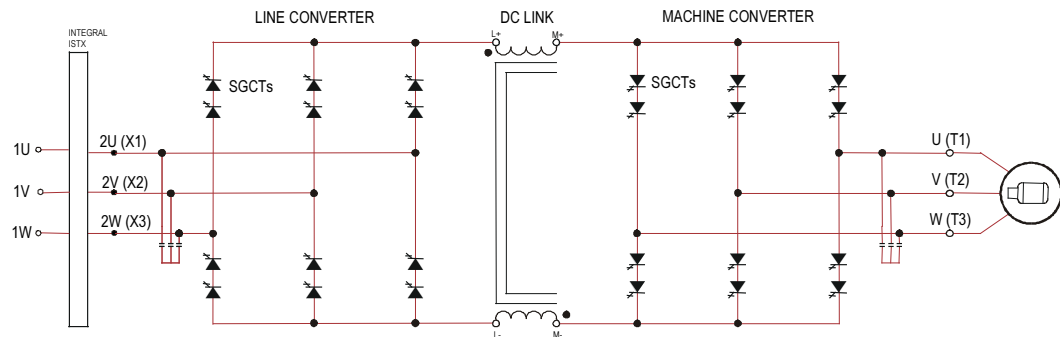 LINE CONVERTER
DC LINK
MACHINE CONVERTER
INTEGRAL
ISTX
L+
M+
SGCTs
SGCTs
1U
2U (X1)
U (T1)
1V
2V (X2)
V (T2)
1W
2W (X3)
W (T3)
L-
M-